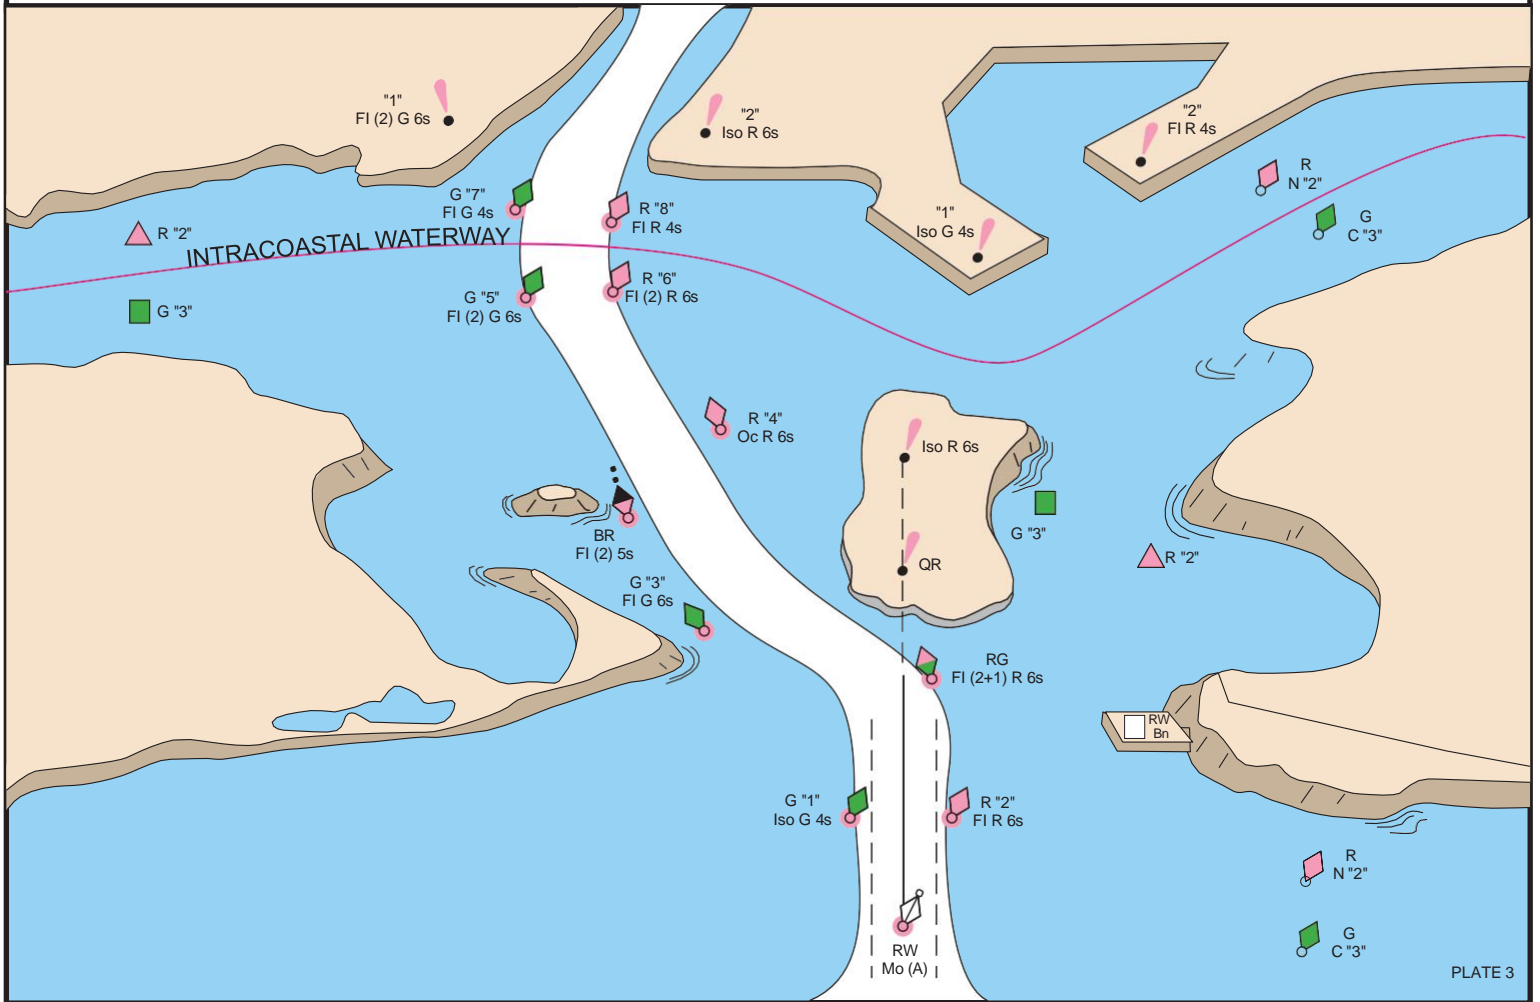 "1"
Fl (2) G 6s
"2"
Iso R 6s
"2"
Fl R 4s
R
N "2"
G "7"
Fl G 4s
R "8"
Fl R 4s
"1"
Iso G 4s
G
C "3"
R "2"
INTRACOASTAL WATERWAY
G "3"
G "5"
Fl (2) G 6s
R "6"
Fl (2) R 6s
R "4"
Oc R 6s
Iso R 6s
G "3"
BR
Fl (2) 5s
QR
R "2"
G "3"
Fl G 6s
RG
Fl (2+1) R 6s
RW
Bn
G "1"
Iso G 4s
R "2"
Fl R 6s
R
N "2"
G
C "3"
RW
Mo (A)
PLATE 3